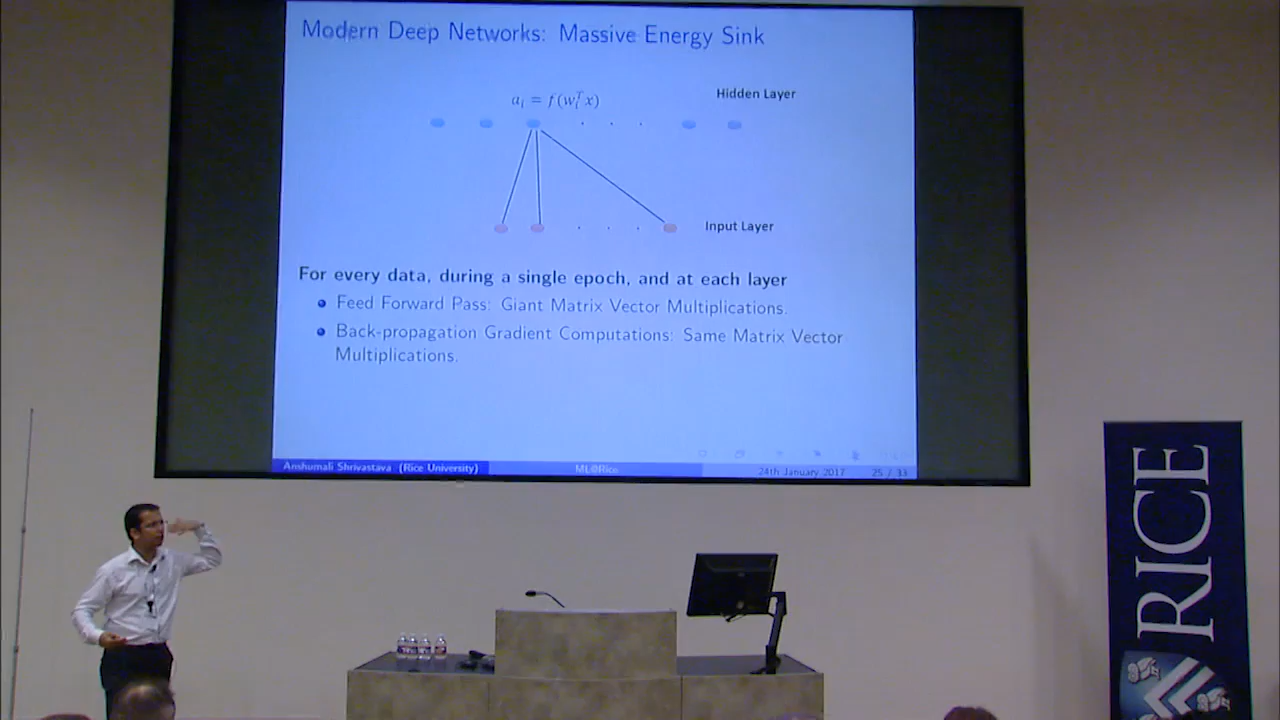 Modern Deep Networks: Massive Energy Sink
Hidden Layer
aᵢ = f(wᵢᵀx)
Input Layer
For every data, during a single epoch, and at each layer
Feed Forward Pass: Giant Matrix Vector Multiplications.
Back-propagation Gradient Computations: Same Matrix Vector
Multiplications.
Anshumali Shrivastava (Rice University)
ML@Rice
24th January, 2017
25 / 33
RICE